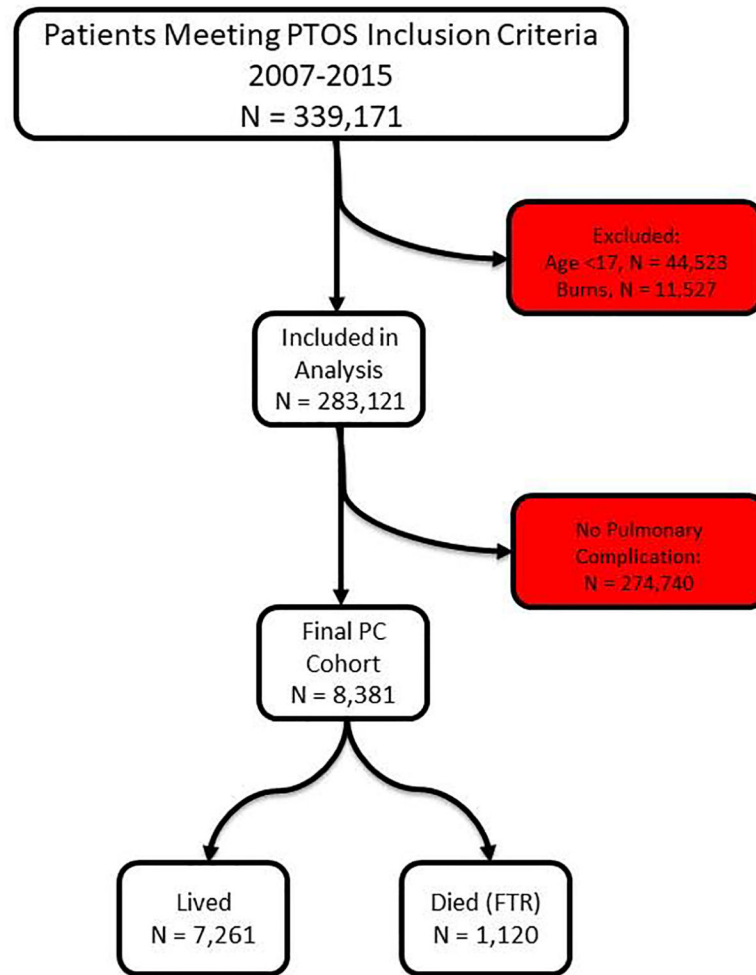 Patients Meeting PTOS Inclusion Criteria
2007-2015
N = 339,171
Excluded:
Age <17, N = 44,523
Burns, N = 11,527
Included in
Analysis
N = 283,121
No Pulmonary
Complication:
N = 274,740
Final PC
Cohort
N = 8,381
Lived
N = 7,261
Died (FTR)
N = 1,120